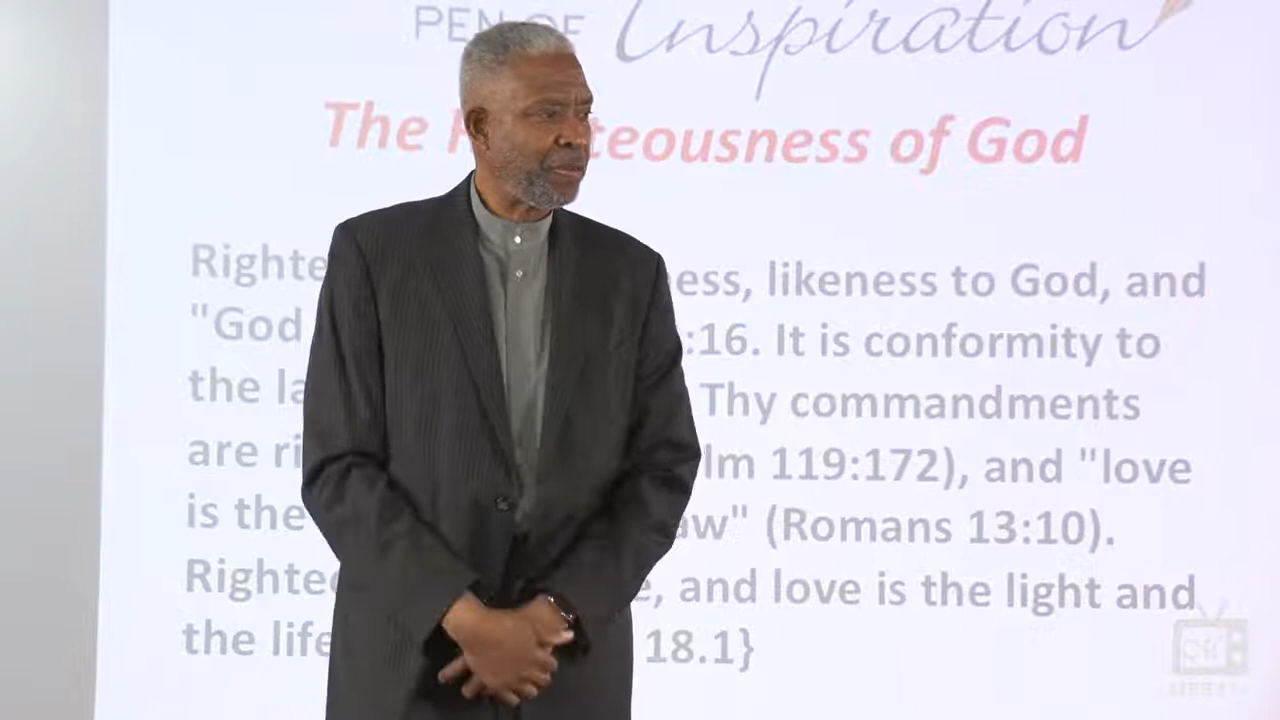 PEN OF Inspiration
The teousness of God
Righte ess, likeness to God, and
"God :16. It is conformity to
the la Thy commandments
are ri lm 119:172), and "love
is the aw" (Romans 13:10).
Righte e, and love is the light and
the life 18.1}